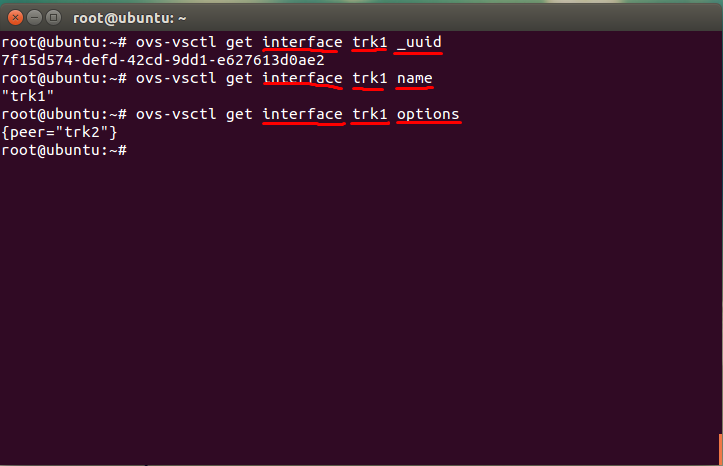 root@ubuntu: ~
root@ubuntu:~# ovs-vsctl get interface trk1 _uuid
7f15d574-defd-42cd-9dd1-e627613d0ae2
root@ubuntu:~# ovs-vsctl get interface trk1 name
"trk1"
root@ubuntu:~# ovs-vsctl get interface trk1 options
{peer="trk2"}
root@ubuntu:~#